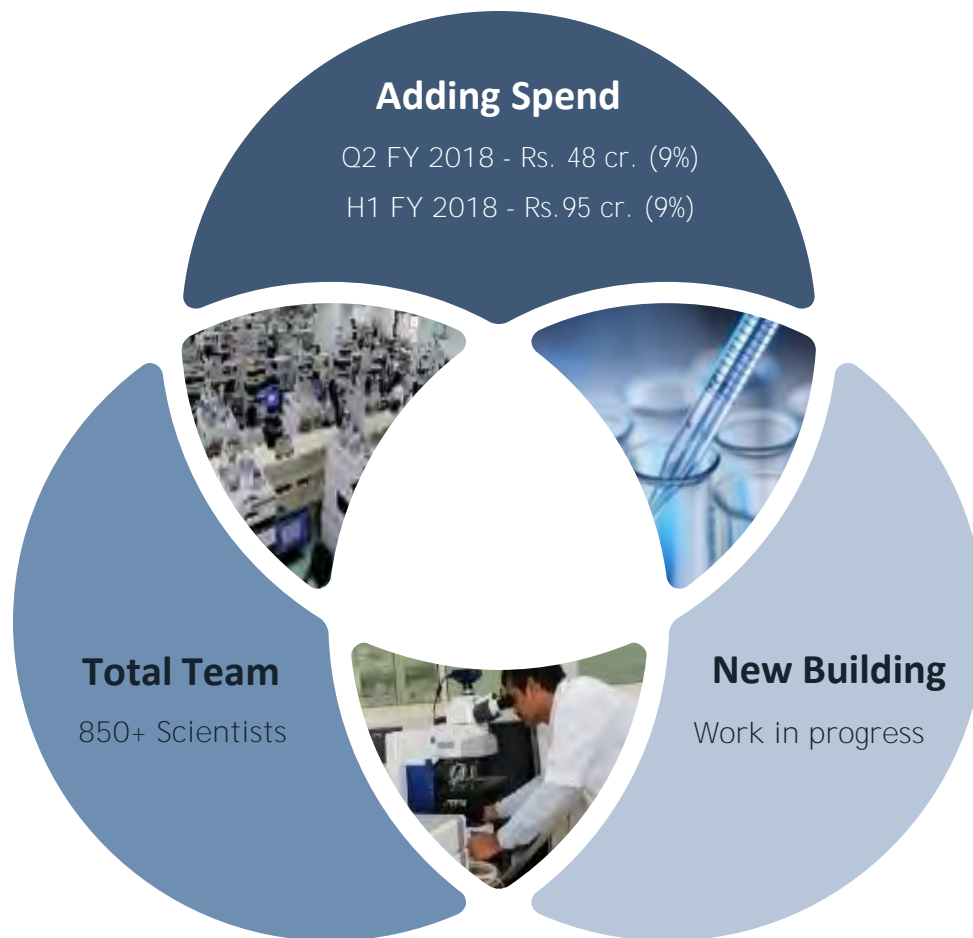 Adding Spend
Q2 FY 2018 - Rs. 48 cr. (9%)
H1 FY 2018 - Rs.95 cr. (9%)
Total Team
850+ Scientists
New Building
Work in progress